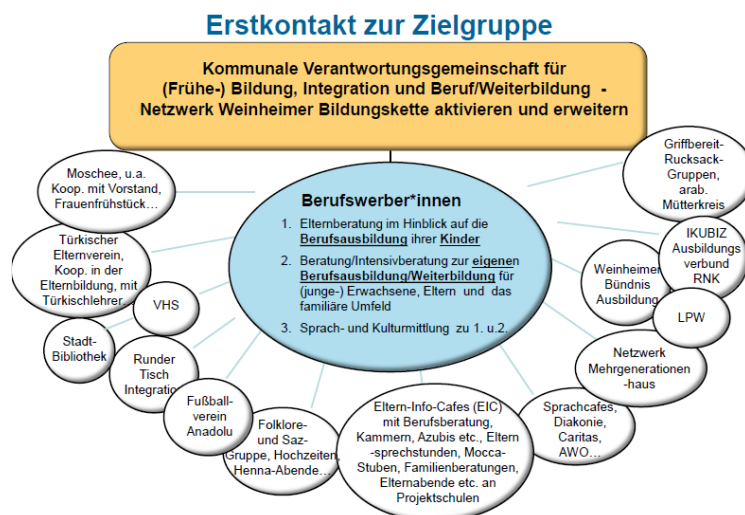 Erstkontakt zur Zielgruppe
Kommunale Verantwortungsgemeinschaft für
(Frühe-) Bildung, Integration und Beruf/Weiterbildung -
Netzwerk Weinheimer Bildungskette aktivieren und erweitern
Moschee, u.a.
Koop. mit Vorstand,
Frauenfrühstück…
Türkischer
Elternverein,
Koop. in der
Elternbildung, mit
Türkischlehrer.
VHS
Stadt-
Bibliothek
Runder
Tisch
Integration
Fußball-
verein
Anadolu
Folklore-
und Saz-
Gruppe, Hochzeiten,
Henna-Abende…
Berufswerber*innen
1. Elternberatung im Hinblick auf die
Berufsausbildung ihrer Kinder
2. Beratung/Intensivberatung zur eigenen
Berufsausbildung/Weiterbildung für
(junge-) Erwachsene, Eltern und das
familiäre Umfeld
3. Sprach- und Kulturmittlung zu 1. u.2.
Eltern-Info-Cafes (EIC)
mit Berufsberatung,
Kammern, Azubis etc., Eltern
-sprechstunden, Mocca-
Stuben, Familienberatungen,
Elternabende etc. an
Projektschulen
Sprachcafes,
Diakonie,
Caritas,
AWO…
Netzwerk
Mehrgenerationen
-haus
LPW
Weinheimer
Bündnis
Ausbildung
IKUBIZ
Ausbildungs
verbund
RNK
Griffbereit-
Rucksack-
Gruppen,
arab.
Mütterkreis